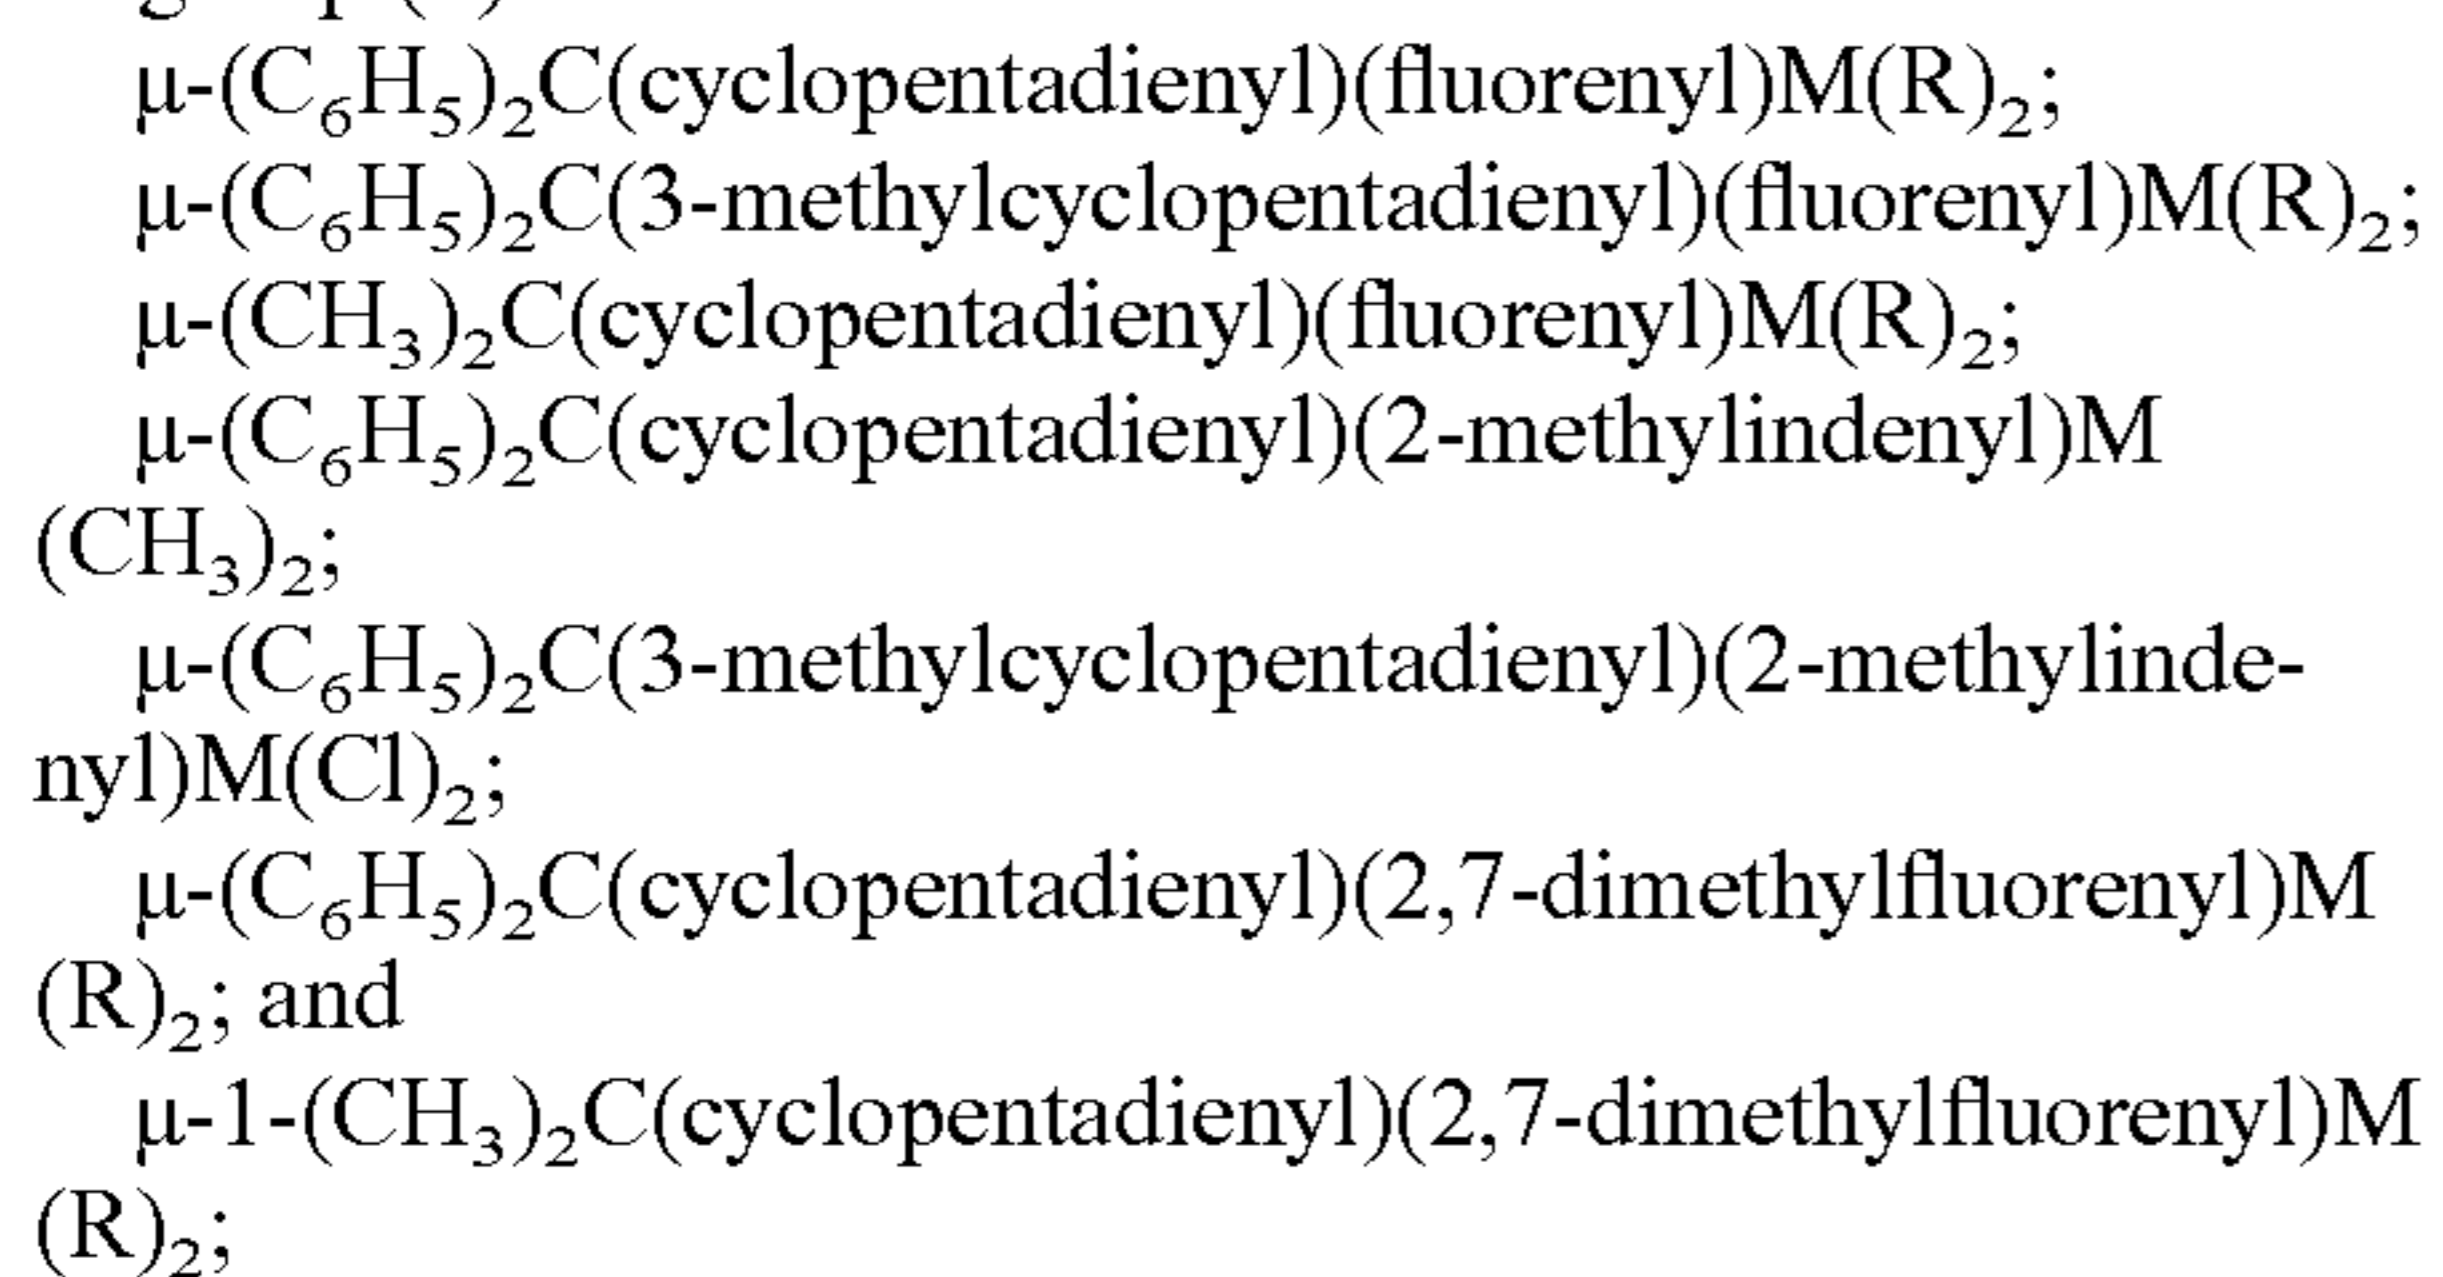 μ-(C₆H₅)₂C(cyclopentadienyl)(fluorenyl)M(R)₂;
μ-(C₆H₅)₂C(3-methylcyclopentadienyl)(fluorenyl)M(R)₂;
μ-(CH₃)₂C(cyclopentadienyl)(fluorenyl)M(R)₂;
μ-(C₆H₅)₂C(cyclopentadienyl)(2-methylindenyl)M
(CH₃)₂;
μ-(C₆H₅)₂C(3-methylcyclopentadienyl)(2-methylinde-
nyl)M(Cl)₂;
μ-(C₆H₅)₂C(cyclopentadienyl)(2,7-dimethylfluorenyl)M
(R)₂; and
μ-1-(CH₃)₂C(cyclopentadienyl)(2,7-dimethylfluorenyl)M
(R)₂;